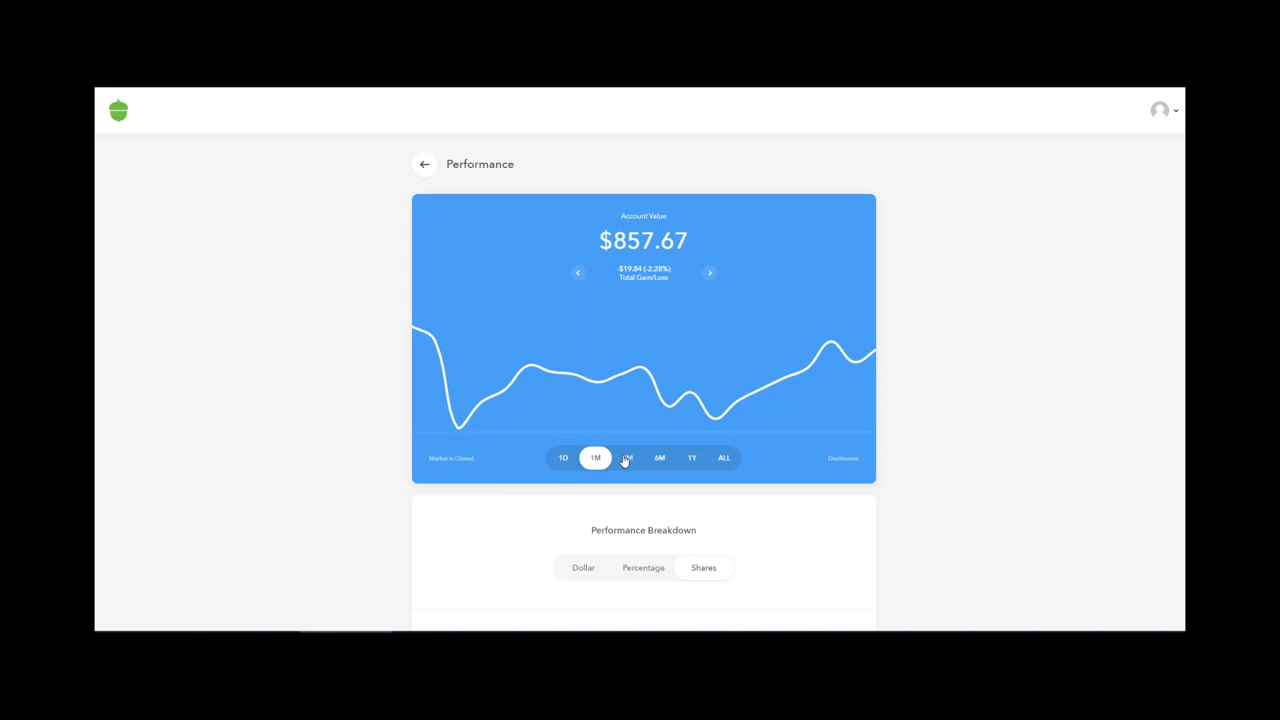 Performance
Account Value
$857.67
-$19.84 (-2.28%)
Total Gain/Loss
Market is Closed
1D 1M 6M 1Y ALL
Disclosures
Performance Breakdown
Dollar Percentage Shares